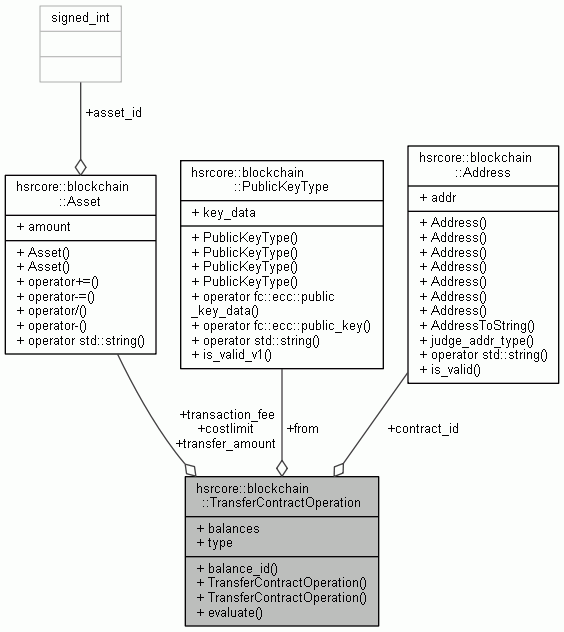 signed_int
+asset_id
hsrcore::blockchain
::Asset
+ amount
+ Asset()
+ Asset()
+ operator+=()
+ operator-=()
+ operator/()
+ operator-()
+ operator std::string()
hsrcore::blockchain
::PublicKeyType
+ key_data
+ PublicKeyType()
+ PublicKeyType()
+ PublicKeyType()
+ PublicKeyType()
+ operator fc::ecc::public
_key_data()
+ operator fc::ecc::public_key()
+ operator std::string()
+ is_valid_v1()
hsrcore::blockchain
::Address
+ addr
+ Address()
+ Address()
+ Address()
+ Address()
+ Address()
+ Address()
+ Address()
+ AddressToString()
+ judge_addr_type()
+ operator std::string()
+ is_valid()
+transaction_fee
+costlimit
+transfer_amount
+from
+contract_id
hsrcore::blockchain
::TransferContractOperation
+ balances
+ type
+ balance_id()
+ TransferContractOperation()
+ TransferContractOperation()
+ evaluate()